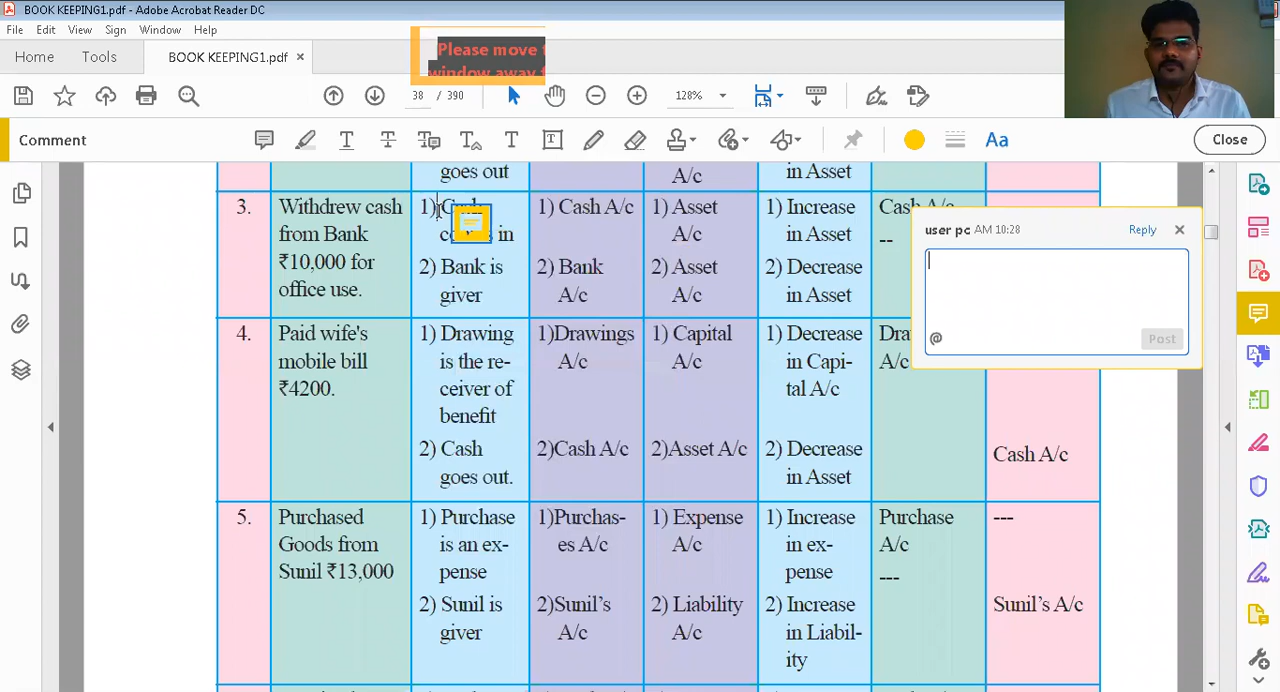 BOOK KEEPING1.pdf - Adobe Acrobat Reader DC
File Edit View Sign Window Help
Home Tools BOOK KEEPING1.pdf ×
Please move
window away
38 / 390 128%
Comment
Close
goes out A/c in Asset
3. Withdrew cash from Bank ₹10,000 for office use.
1) Cash
in
2) Bank is giver
1) Cash A/c
2) Bank A/c
1) Asset A/c
2) Asset A/c
1) Increase in Asset
2) Decrease in Asset
Cash A/c
--
4. Paid wife's mobile bill ₹4200.
1) Drawing is the re-
ceiver of benefit
2) Cash goes out.
1)Drawings A/c
2)Cash A/c
1) Capital A/c
2)Asset A/c
1) Decrease in Capi-
tal A/c
2) Decrease in Asset
A/c
Cash A/c
5. Purchased Goods from Sunil ₹13,000
1) Purchase is an ex-
pense
2) Sunil is giver
1)Purchas-
es A/c
2)Sunil’s A/c
1) Expense A/c
2) Liability A/c
1) Increase in ex-
pense
2) Increase in Liabil-
ity
Purchase A/c
---
---
Sunil’s A/c
user pc AM 10:28 Reply ×
@ Post